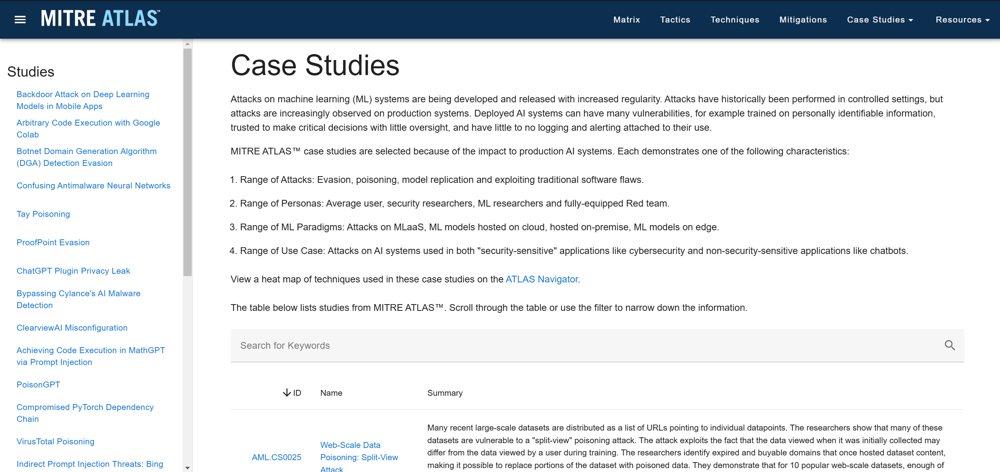 MITRE ATLAS™
Matrix
Tactics
Techniques
Mitigations
Case Studies
Resources
Studies
Backdoor Attack on Deep Learning
Models in Mobile Apps
Arbitrary Code Execution with Google
Colab
Botnet Domain Generation Algorithm
(DGA) Detection Evasion
Confusing Antimalware Neural Networks
Tay Poisoning
ProofPoint Evasion
ChatGPT Plugin Privacy Leak
Bypassing Cylance's AI Malware
Detection
ClearviewAI Misconfiguration
Achieving Code Execution in MathGPT
via Prompt Injection
PoisonGPT
Compromised PyTorch Dependency
Chain
VirusTotal Poisoning
Indirect Prompt Injection Threats: Bing
Case Studies
Attacks on machine learning (ML) systems are being developed and released with increased regularity. Attacks have historically been performed in controlled settings, but
attacks are increasingly observed on production systems. Deployed AI systems can have many vulnerabilities, for example trained on personally identifiable information,
trusted to make critical decisions with little oversight, and have little to no logging and alerting attached to their use.
MITRE ATLAS™ case studies are selected because of the impact to production AI systems. Each demonstrates one of the following characteristics:
1. Range of Attacks: Evasion, poisoning, model replication and exploiting traditional software flaws.
2. Range of Personas: Average user, security researchers, ML researchers and fully-equipped Red team.
3. Range of ML Paradigms: Attacks on MLaaS, ML models hosted on cloud, hosted on-premise, ML models on edge.
4. Range of Use Case: Attacks on AI systems used in both "security-sensitive" applications like cybersecurity and non-security-sensitive applications like chatbots.
View a heat map of techniques used in these case studies on the ATLAS Navigator.
The table below lists studies from MITRE ATLAS™. Scroll through the table or use the filter to narrow down the information.
Search for Keywords
ID
Name
Summary
AML.CS0025
Web-Scale Data
Poisoning: Split-View
Attack
Many recent large-scale datasets are distributed as a list of URLs pointing to individual datapoints. The researchers show that many of these
datasets are vulnerable to a "split-view" poisoning attack. The attack exploits the fact that the data viewed when it was initially collected may
differ from the data viewed by a user during training. The researchers identify expired and buyable domains that once hosted dataset content,
making it possible to replace portions of the dataset with poisoned data. They demonstrate that for 10 popular web-scale datasets, enough of